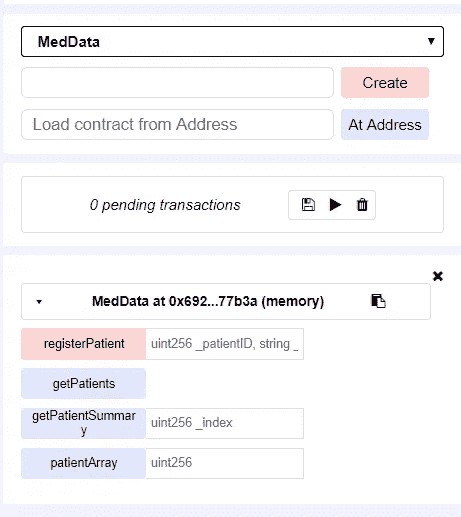 MedData
Create
Load contract from Address
At Address
0 pending transactions
MedData at 0x692...77b3a (memory)
registerPatient
uint256 _patientID, string _
getPatients
getPatientSummar
y
uint256 _index
patientArray
uint256